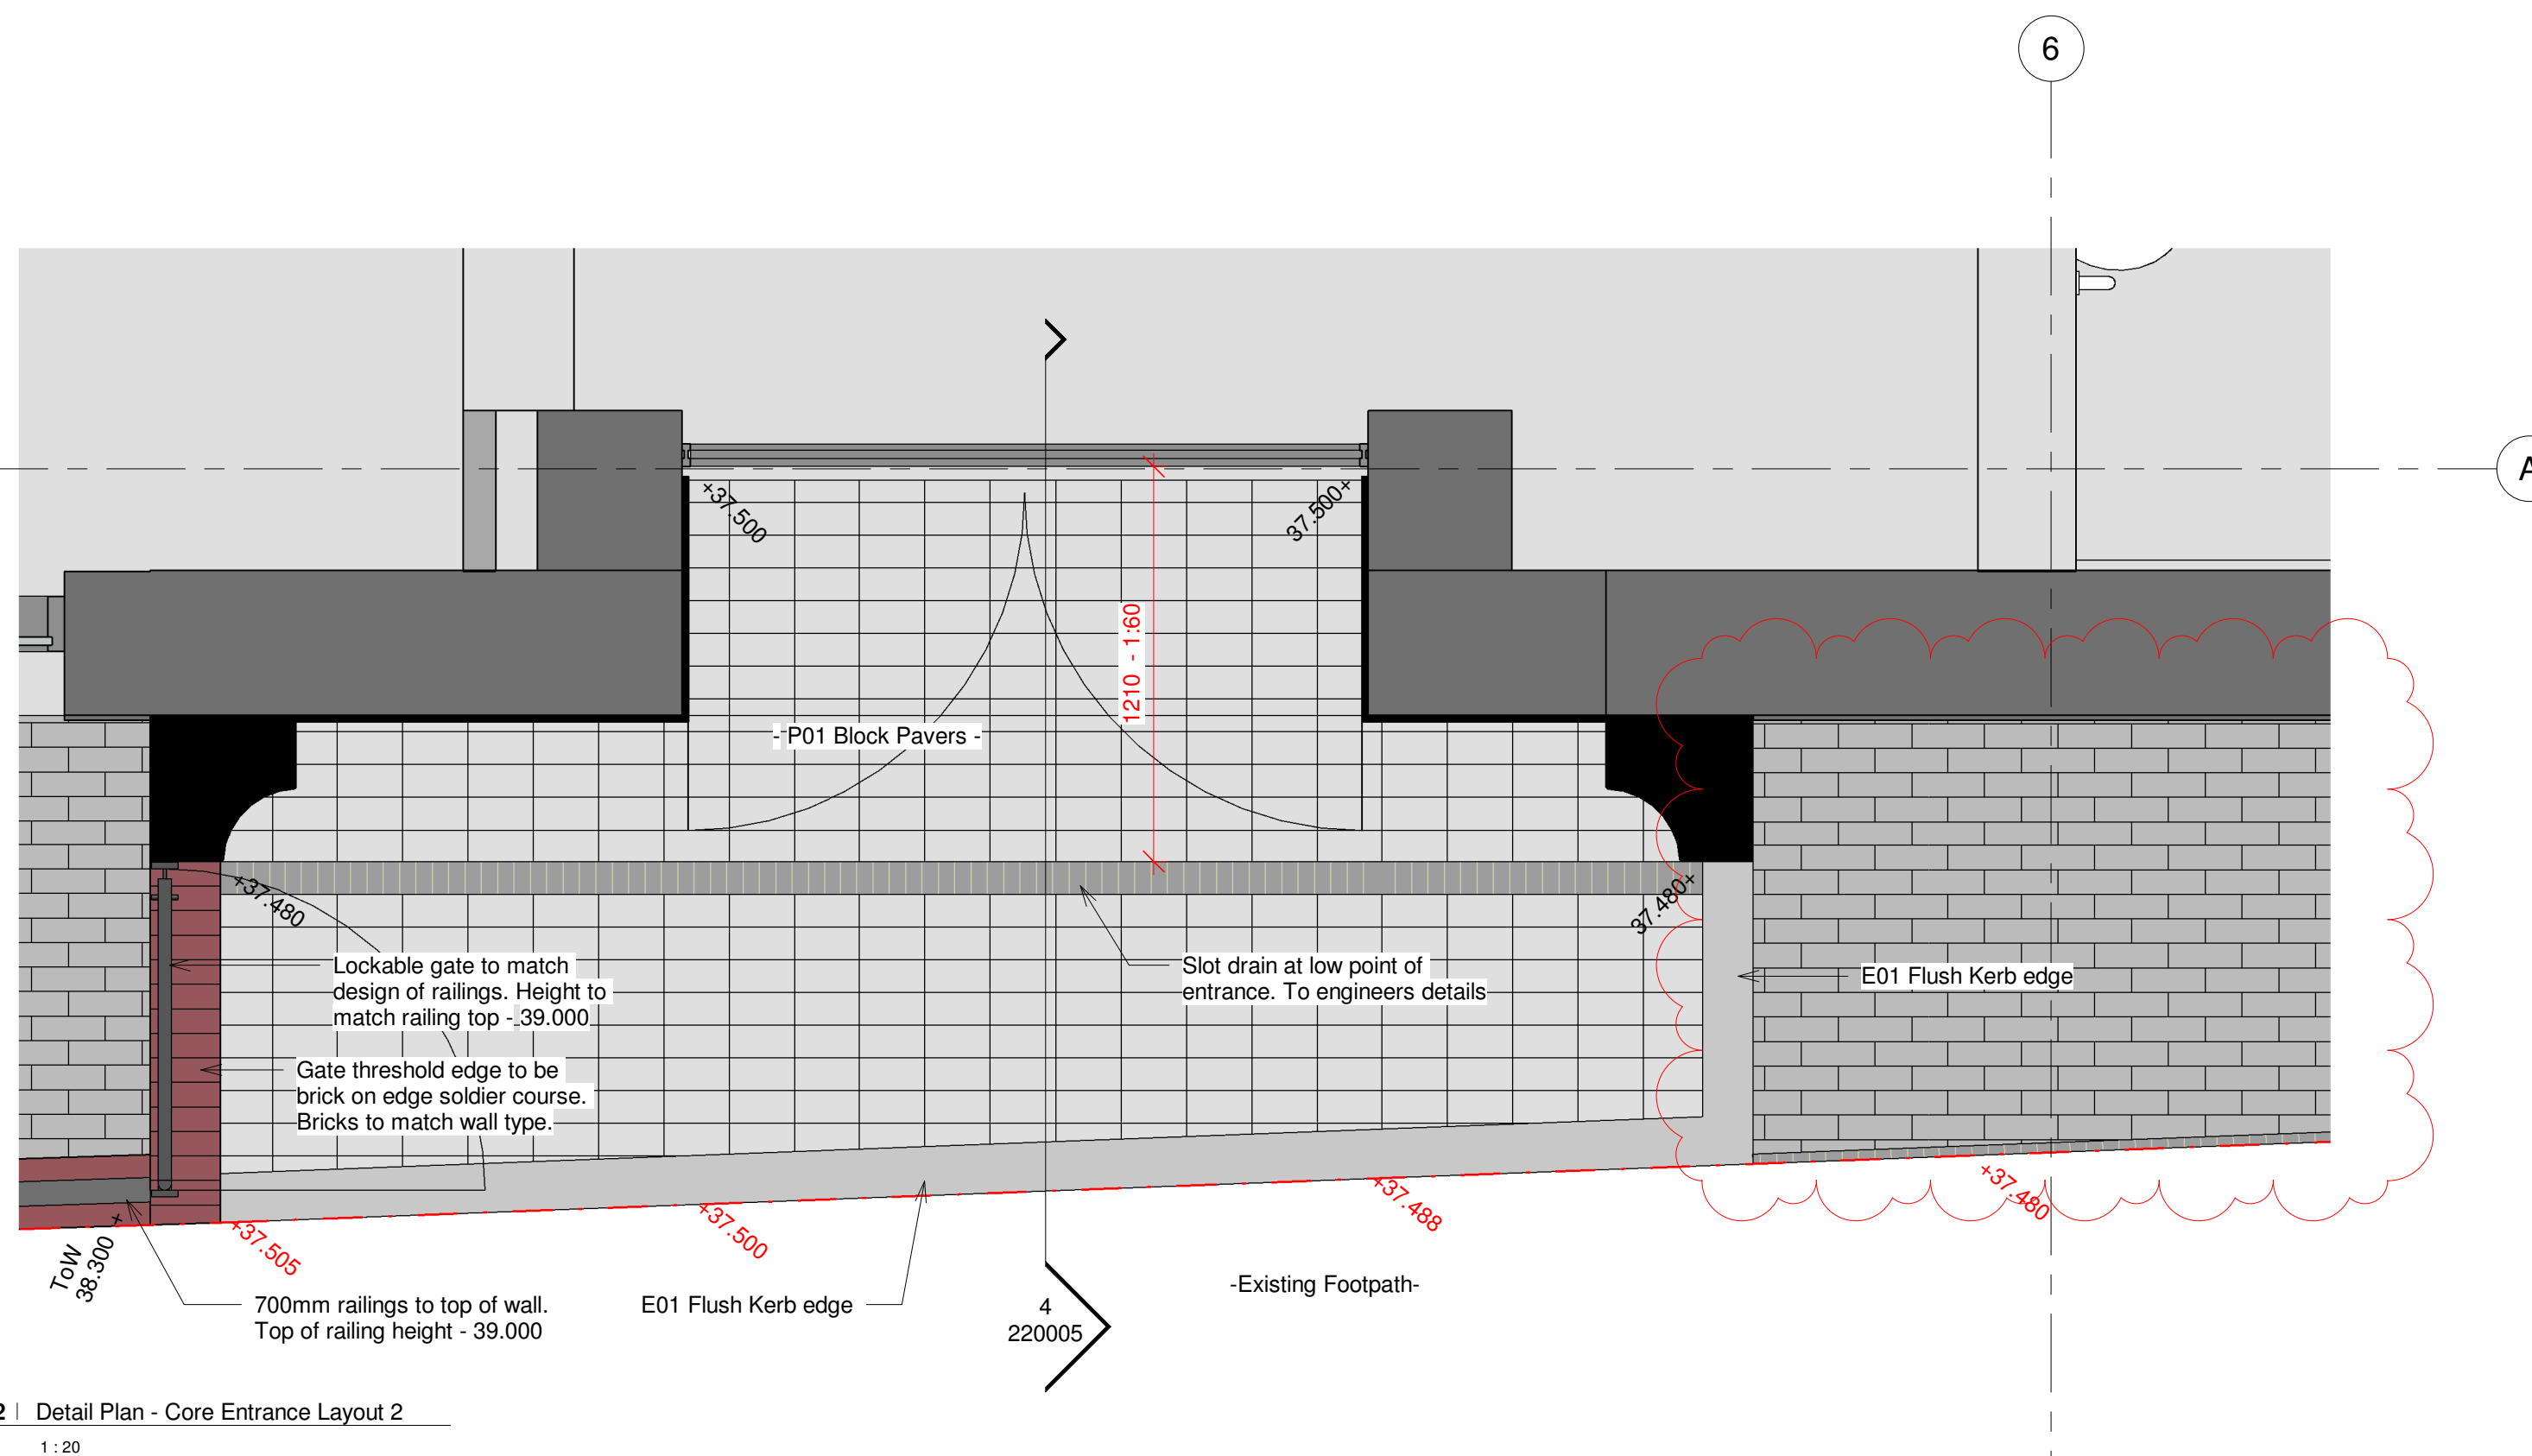 6
A
+37.500
37.500+
1210 - 1:60
- P01 Block Pavers -
+37.480
37.480+
Lockable gate to match
design of railings. Height to
match railing top - 39.000
Slot drain at low point of
entrance. To engineers details
E01 Flush Kerb edge
Gate threshold edge to be
brick on edge soldier course.
Bricks to match wall type.
+37.505
+37.500
+37.488
+37.480
ToW
38.300 +
700mm railings to top of wall.
Top of railing height - 39.000
E01 Flush Kerb edge
-Existing Footpath-
4
220005
2 | Detail Plan - Core Entrance Layout 2
1 : 20